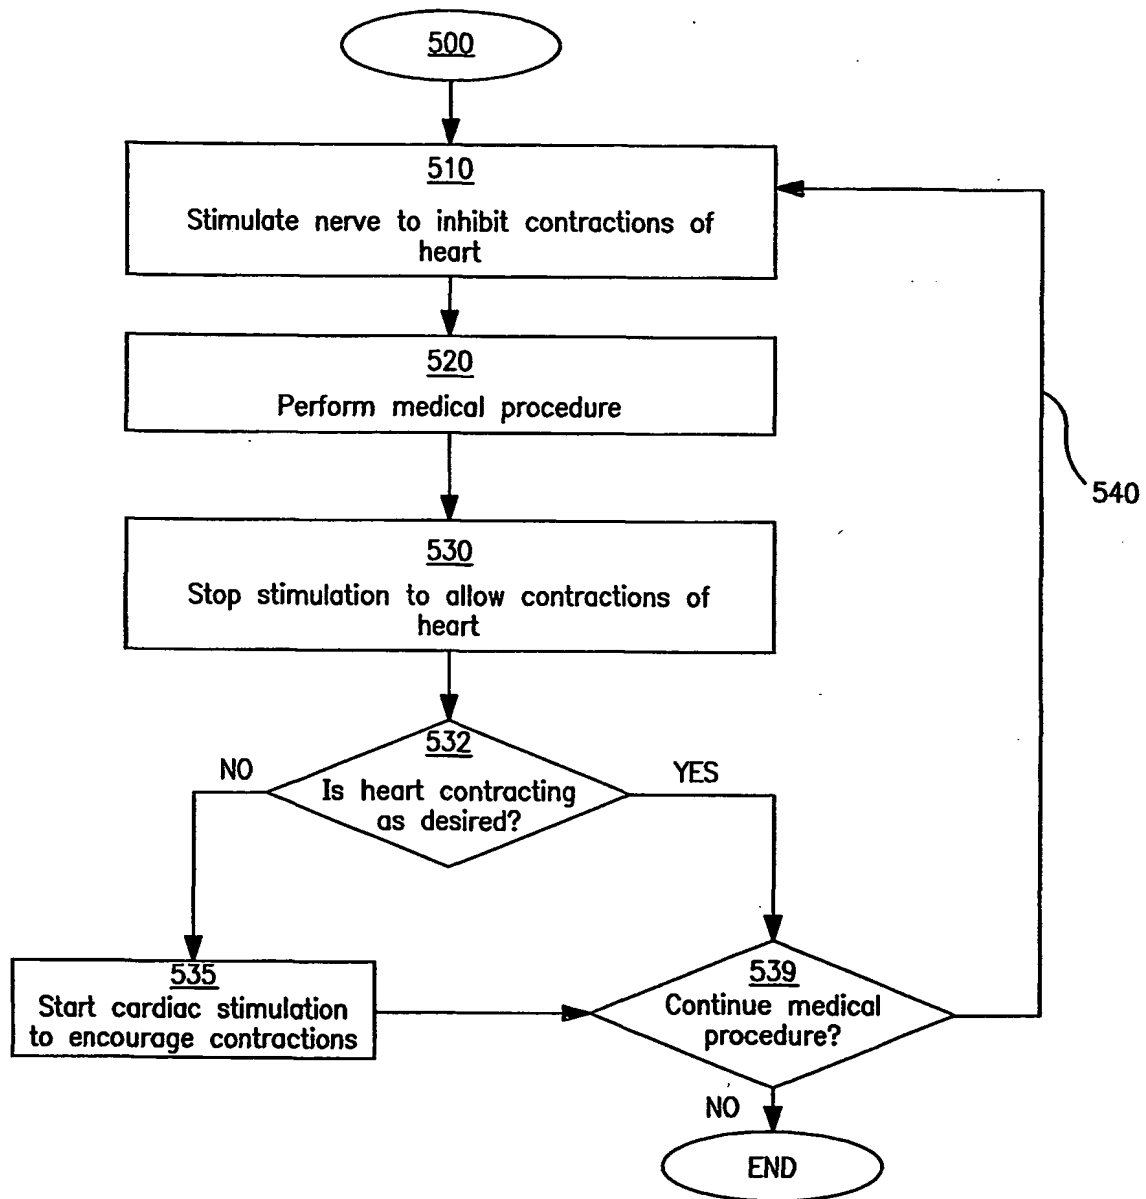 500
510
Stimulate nerve to inhibit contractions of
heart
520
Perform medical procedure
540
530
Stop stimulation to allow contractions of
heart
532
NO
YES
Is heart contracting
as desired?
535
Start cardiac stimulation
to encourage contractions
539
Continue medical
procedure?
NO
END